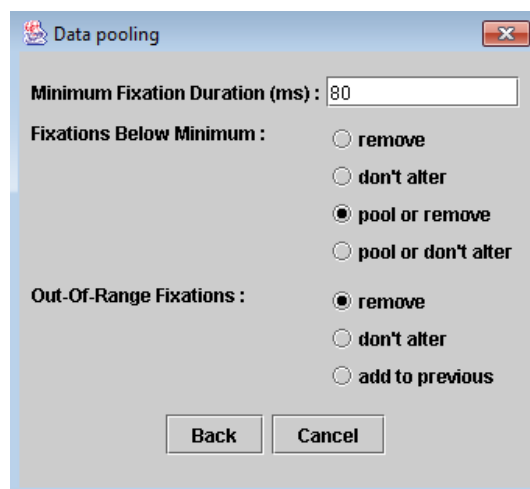 Data pooling
Minimum Fixation Duration (ms) : 80
Fixations Below Minimum :
remove
don't alter
pool or remove
pool or don't alter
Out-Of-Range Fixations :
remove
don't alter
add to previous
Back Cancel